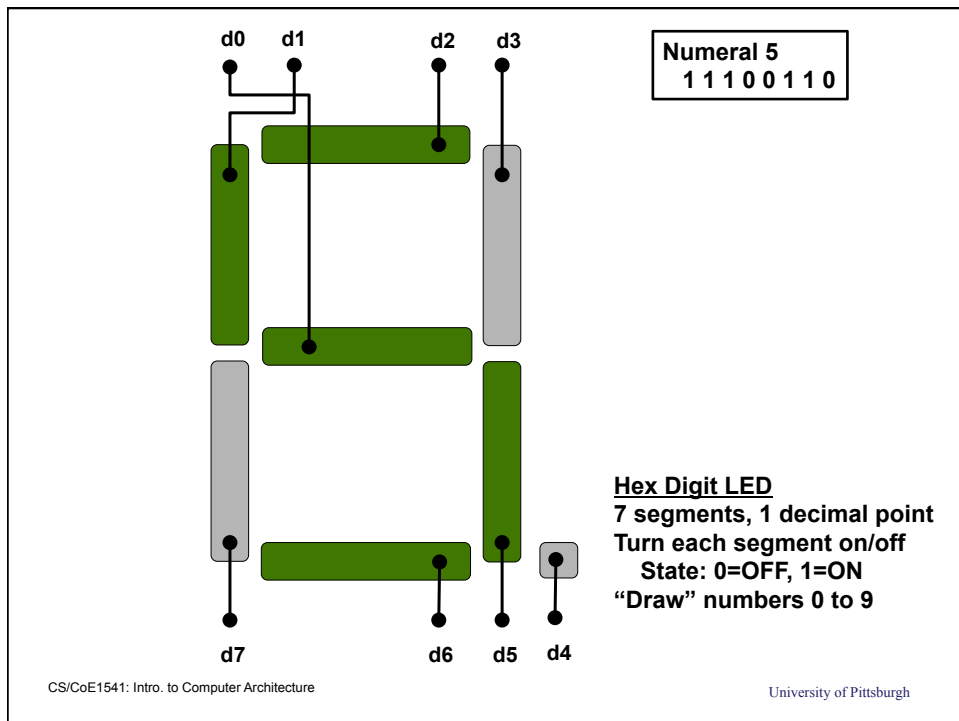 d0 d1 d2 d3
Numeral 5
1 1 1 0 0 1 1 0
Hex Digit LED
7 segments, 1 decimal point
Turn each segment on/off
State: 0=OFF, 1=ON
“Draw” numbers 0 to 9
d7 d6 d5 d4
CS/CoE1541: Intro. to Computer Architecture
University of Pittsburgh